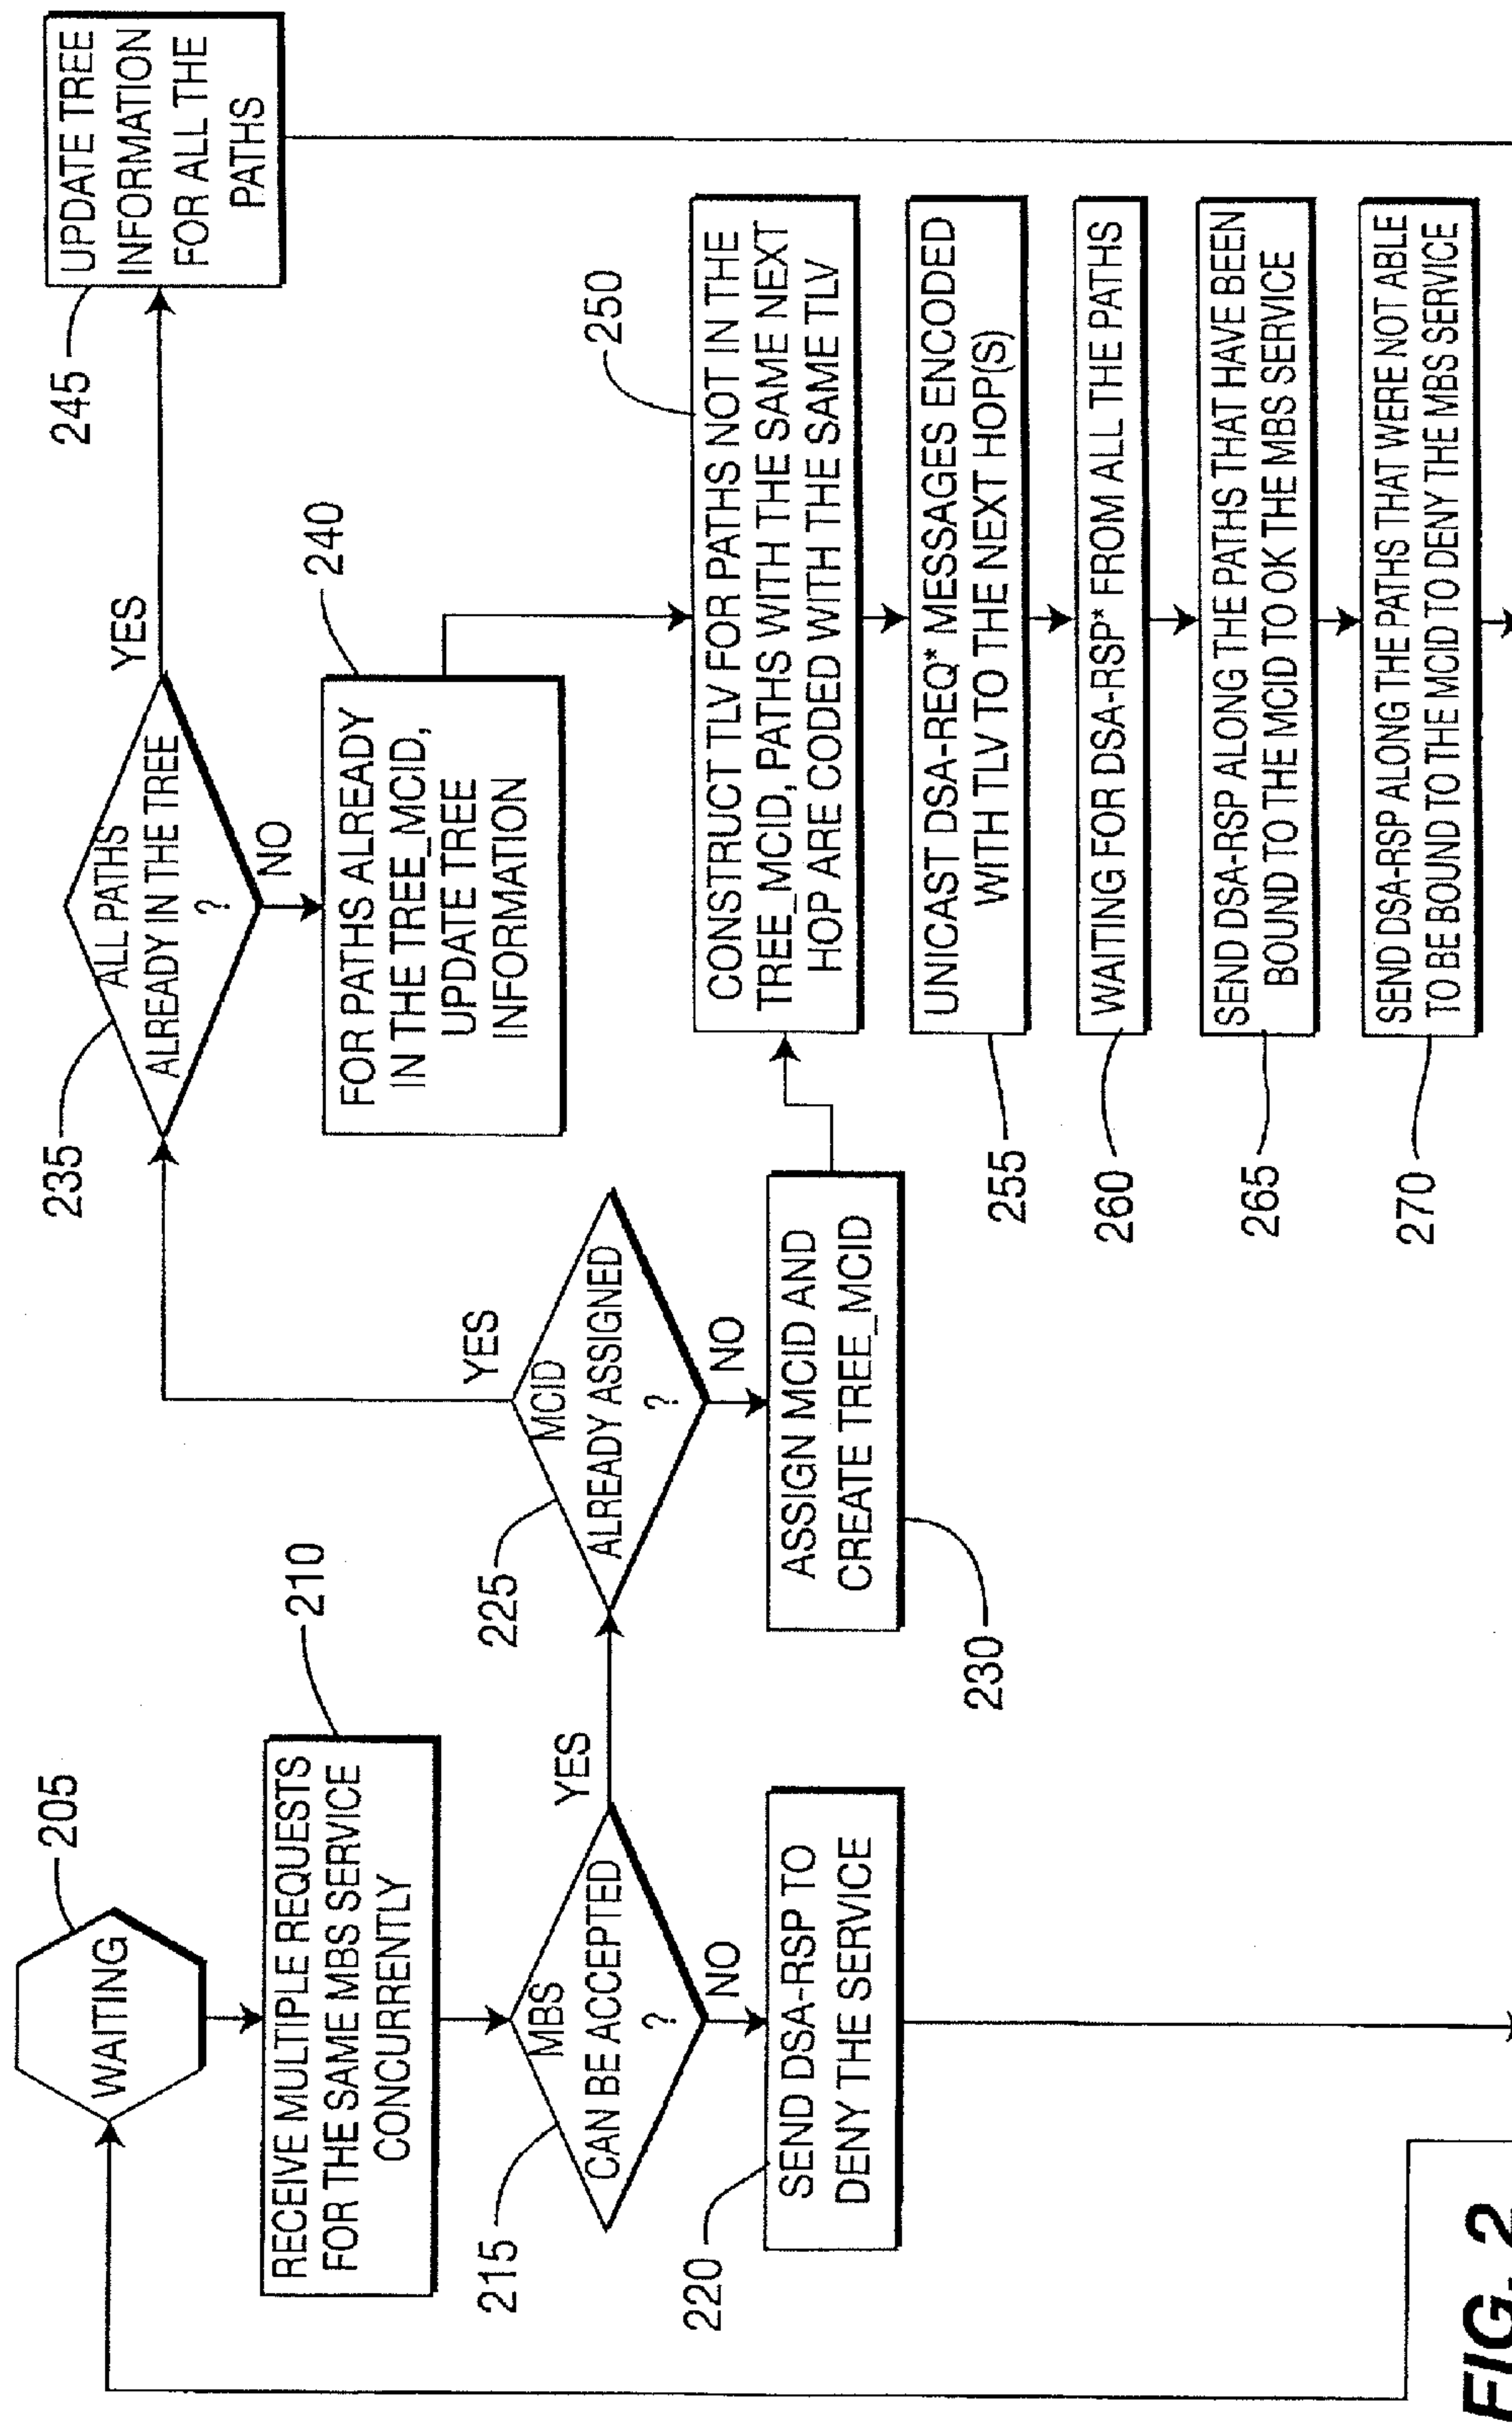 205
WAITING
210
RECEIVE MULTIPLE REQUESTS
FOR THE SAME MBS SERVICE
CONCURRENTLY
215
MBS
CAN BE ACCEPTED
?
YES
NO
220
SEND DSA-RSP TO
DENY THE SERVICE
225
MCID
ALREADY ASSIGNED
?
YES
NO
230
ASSIGN MCID AND
CREATE TREE_MCID
235
ALL PATHS
ALREADY IN THE TREE
?
YES
NO
240
FOR PATHS ALREADY
IN THE TREE_MCID,
UPDATE TREE
INFORMATION
245
UPDATE TREE
INFORMATION
FOR ALL THE
PATHS
250
CONSTRUCT TLV FOR PATHS NOT IN THE
TREE_MCID, PATHS WITH THE SAME NEXT
HOP ARE CODED WITH THE SAME TLV
255
UNICAST DSA-REQ* MESSAGES ENCODED
WITH TLV TO THE NEXT HOP(S)
260
WAITING FOR DSA-RSP* FROM ALL THE PATHS
265
SEND DSA-RSP ALONG THE PATHS THAT HAVE BEEN
BOUND TO THE MCID TO OK THE MBS SERVICE
270
SEND DSA-RSP ALONG THE PATHS THAT WERE NOT ABLE
TO BE BOUND TO THE MCID TO DENY THE MBS SERVICE
FIG. 2